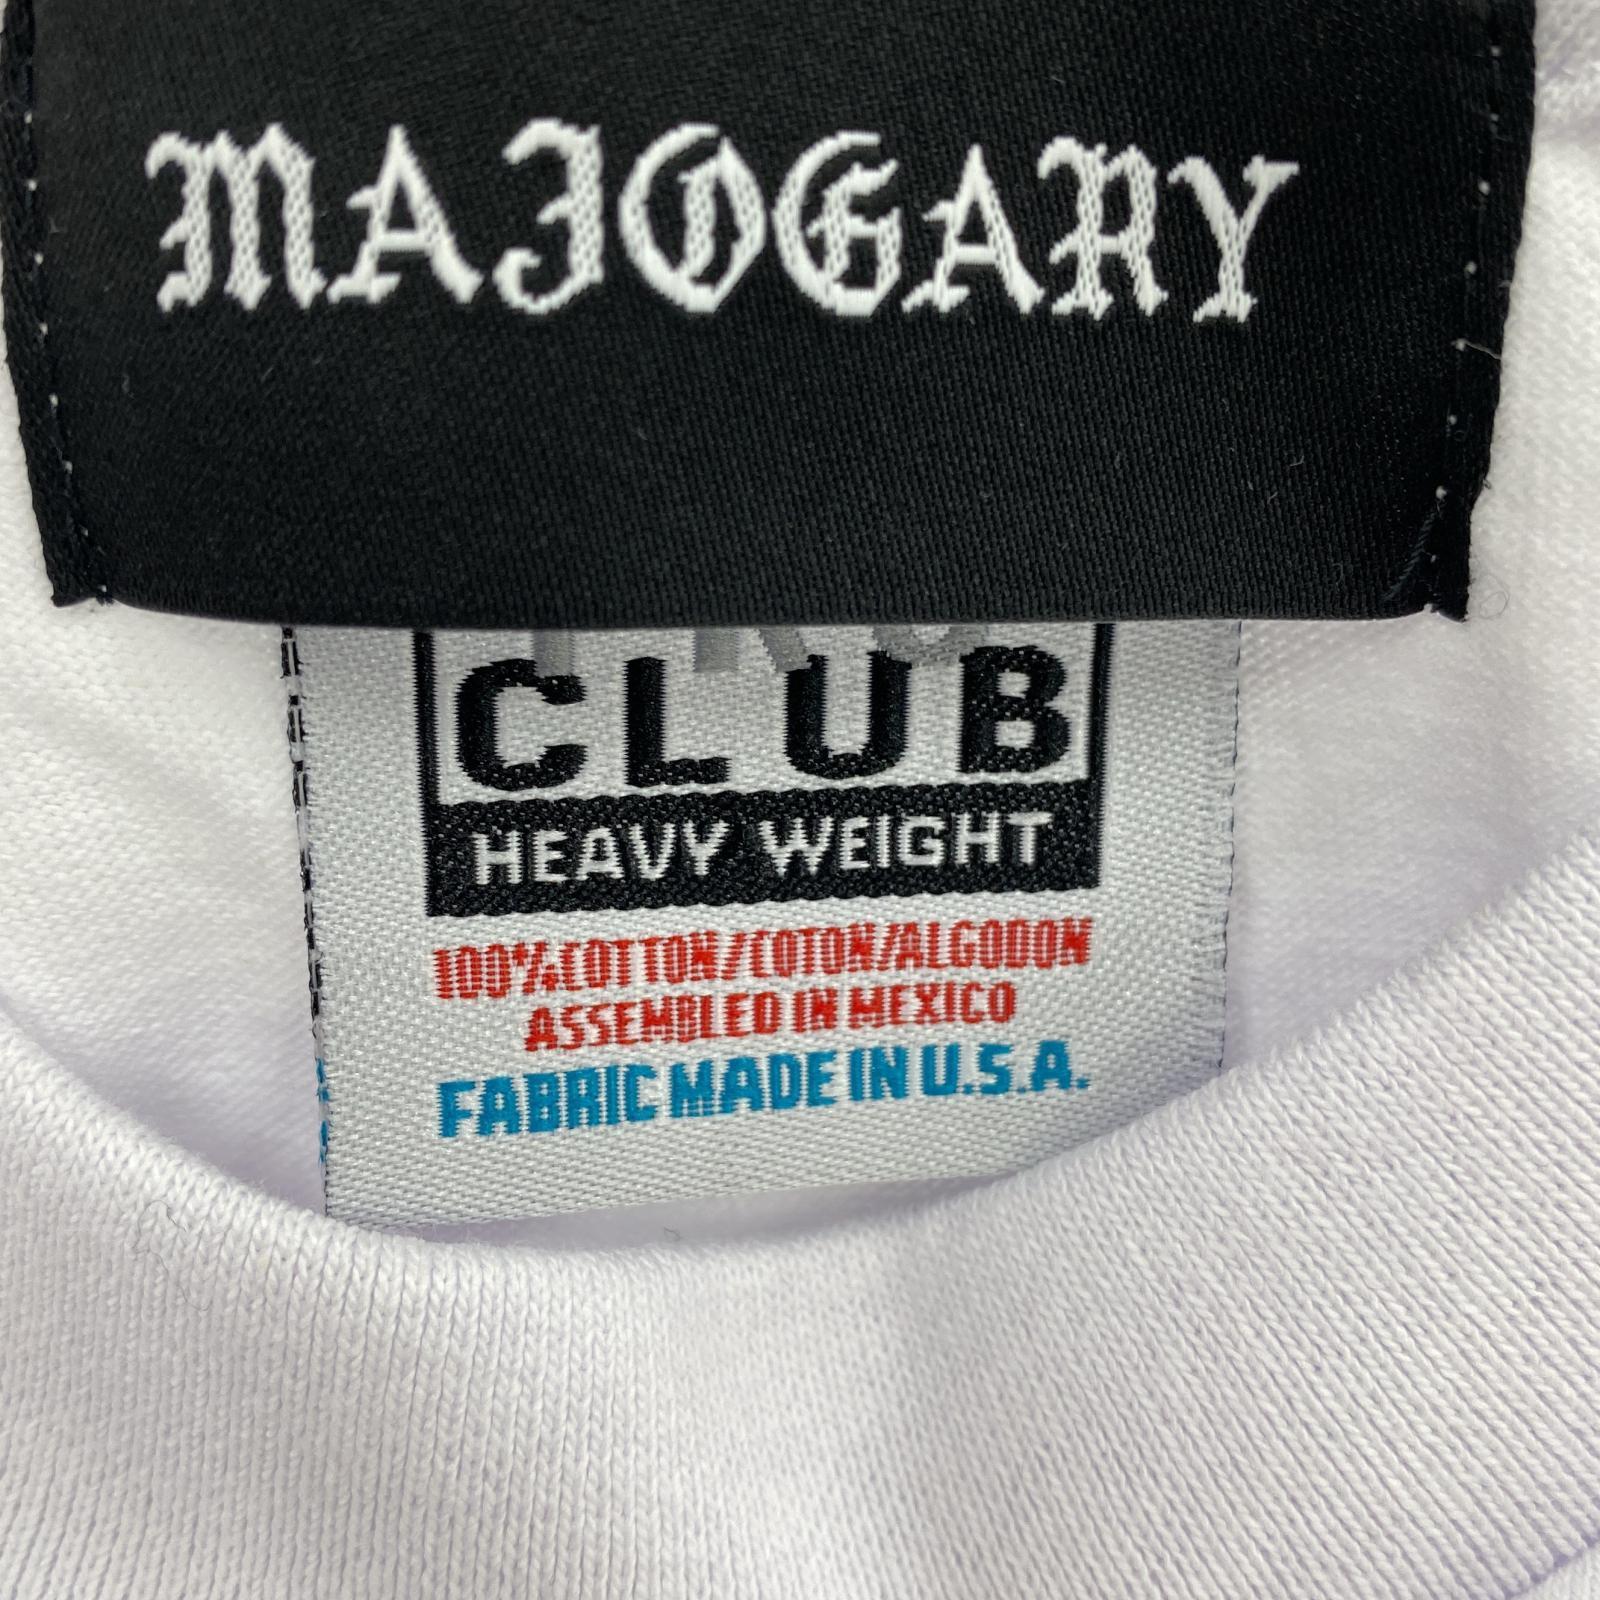 MAJOGARY
CLUB
HEAVY WEIGHT
100%COTTON/COTON/ALGODON
ASSEMBLED IN MEXICO
FABRIC MADE IN U.S.A.